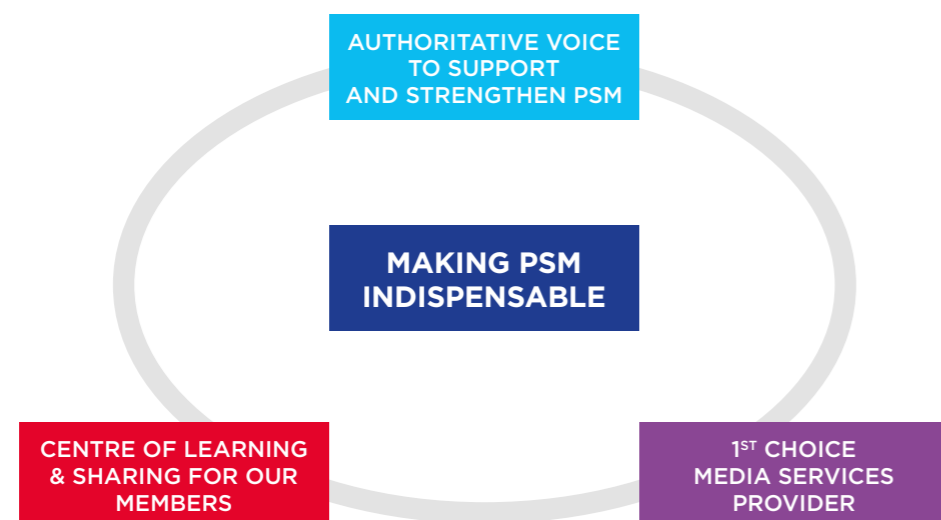 AUTHORITATIVE VOICE
TO SUPPORT
AND STRENGTHEN PSM
MAKING PSM
INDISPENSABLE
CENTRE OF LEARNING
& SHARING FOR OUR
MEMBERS
1ST CHOICE
MEDIA SERVICES
PROVIDER